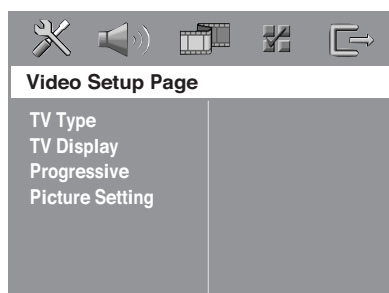 Video Setup Page
TV Type
TV Display
Progressive
Picture Setting